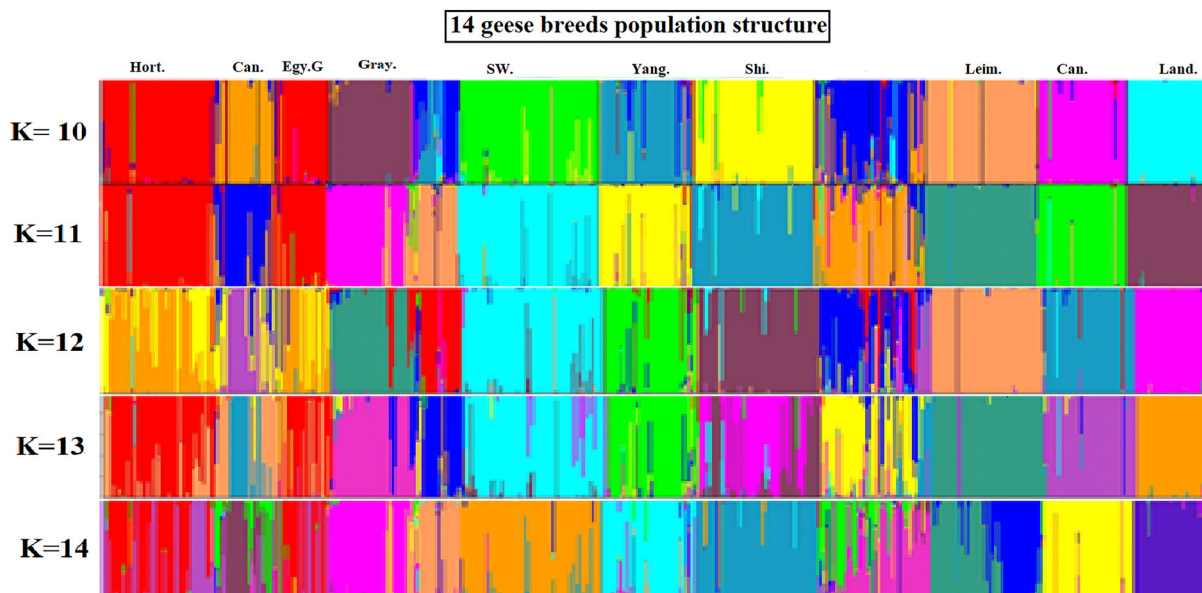 14 geese breeds population structure
Hort. Can. Egy.G Gray. SW. Yang. Shi. Leim. Can. Land.
K= 10
K=11
K=12
K=13
K=14